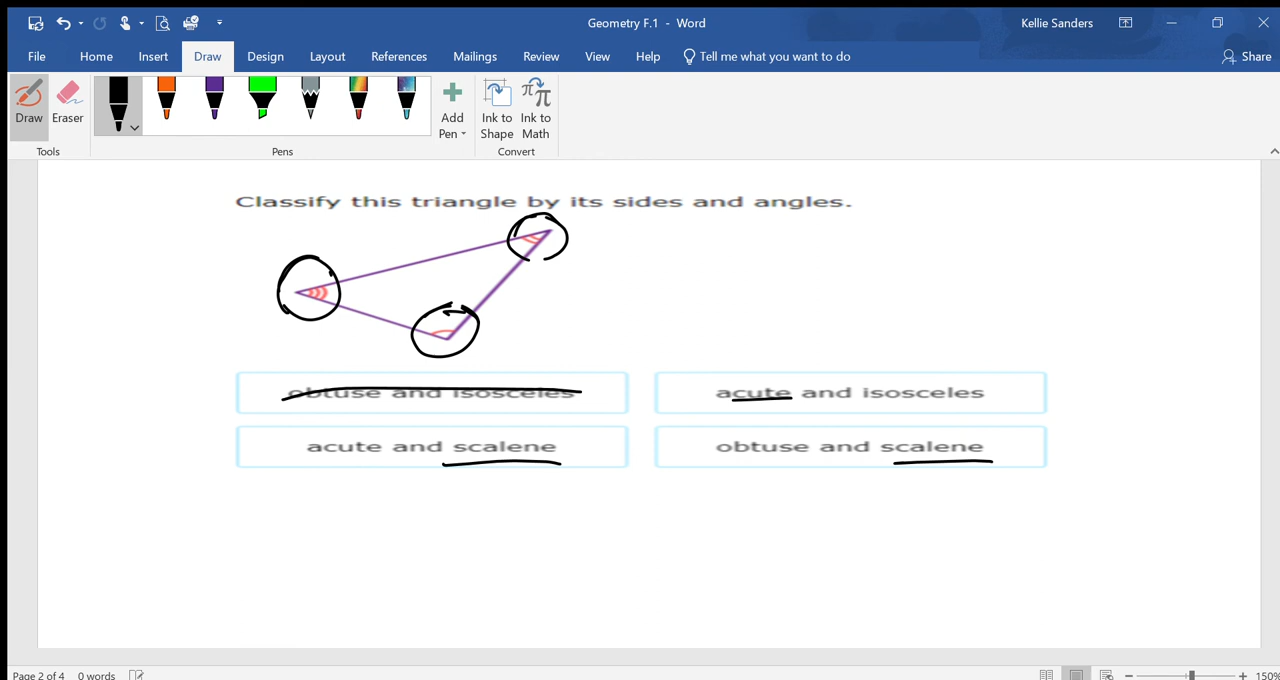 Geometry F.1 - Word
Kellie Sanders
File Home Insert Draw Design Layout References Mailings Review View Help Tell me what you want to do Share
Draw Eraser Add Pen Ink to Shape Ink to Math
Tools Pens Convert
Classify this triangle by its sides and angles.
obtuse and isosceles acute and isosceles
acute and scalene obtuse and scalene
Page 2 of 4 0 words 150%